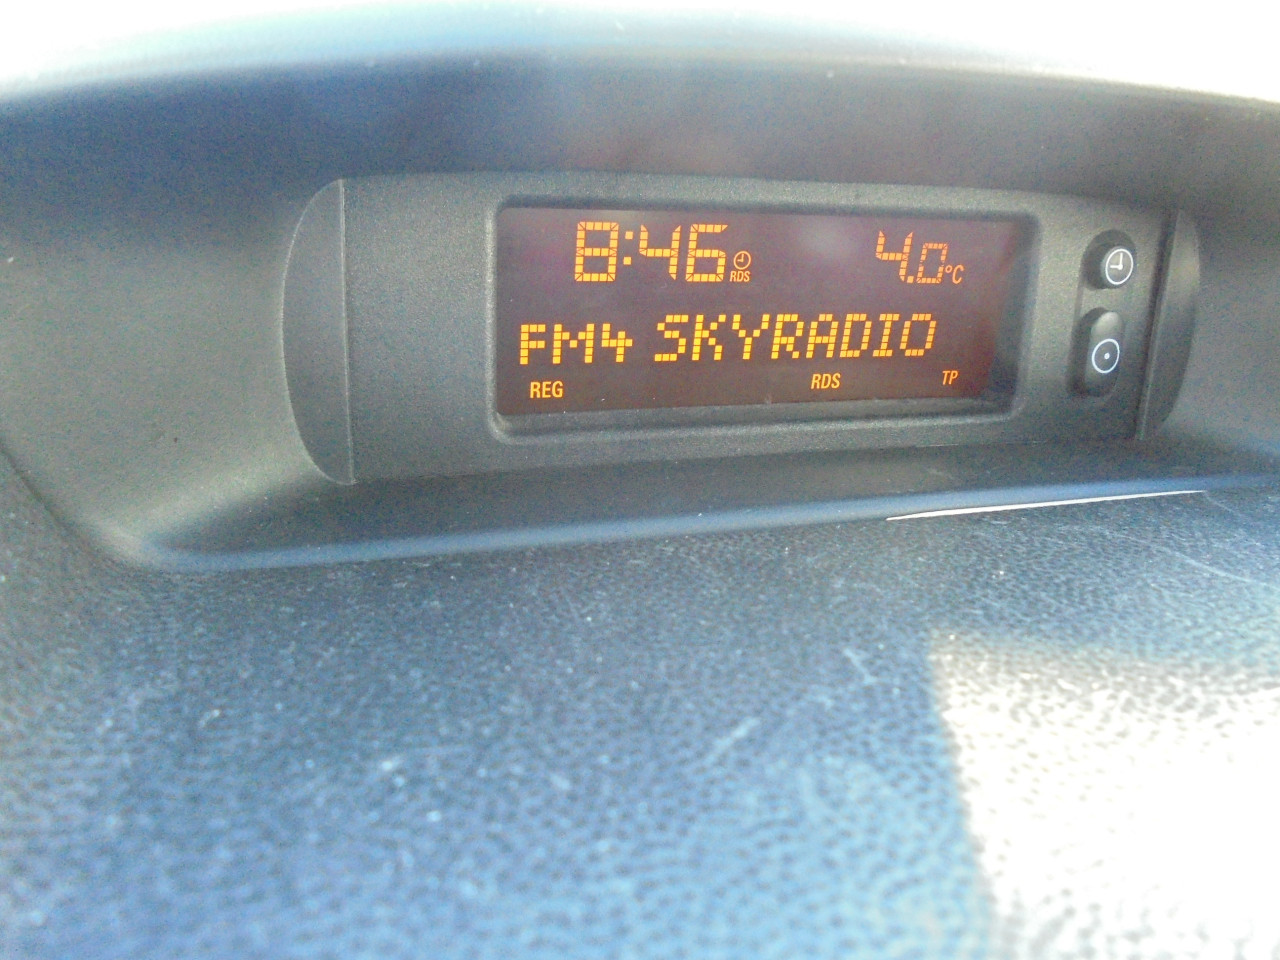 8:46 RDS 4.0°C
FM4 SKYRADIO
REG RDS TP